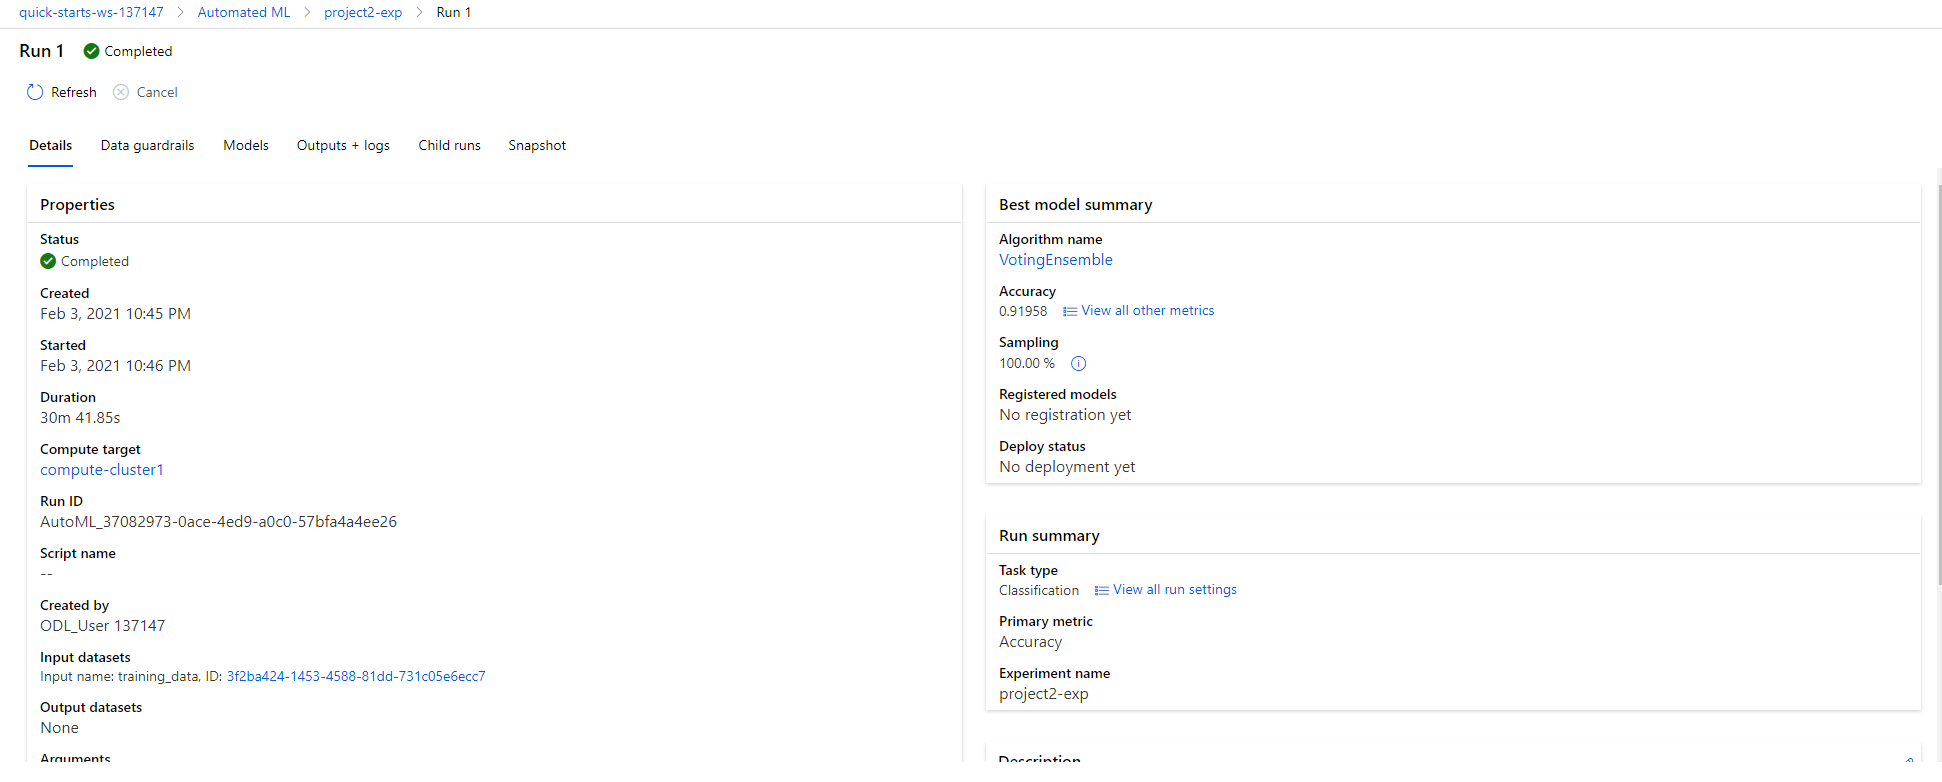 quick-starts-ws-137147 > Automated ML > project2-exp > Run 1
Run 1 Completed
Refresh Cancel
Details Data guardrails Models Outputs + logs Child runs Snapshot
Properties
Status
Completed
Created
Feb 3, 2021 10:45 PM
Started
Feb 3, 2021 10:46 PM
Duration
30m 41.85s
Compute target
compute-cluster1
Run ID
AutoML_37082973-0ace-4ed9-a0c0-57bfa4a4ee26
Script name
--
Created by
ODL_User 137147
Input datasets
Input name: training_data, ID: 3f2ba424-1453-4588-81dd-731c05e6ecc7
Output datasets
None
Arguments
Best model summary
Algorithm name
VotingEnsemble
Accuracy
0.91958 View all other metrics
Sampling
100.00 %
Registered models
No registration yet
Deploy status
No deployment yet
Run summary
Task type
Classification View all run settings
Primary metric
Accuracy
Experiment name
project2-exp
Description